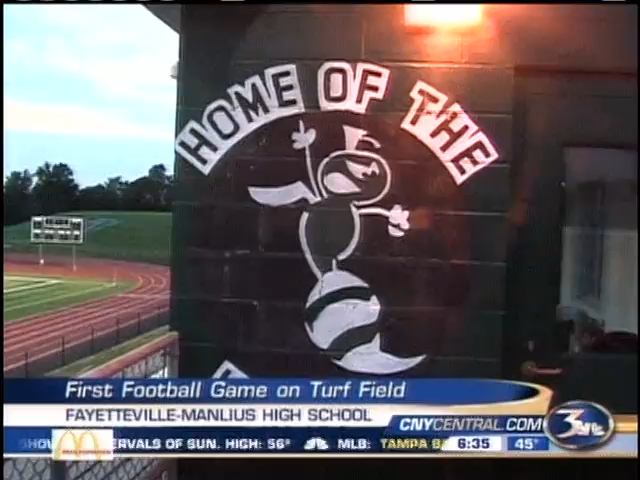 HOME OF THE
First Football Game on Turf Field
FAYETTEVILLE-MANLIUS HIGH SCHOOL
CNYCENTRAL.COM
3
ERVALS OF SUN. HIGH: 56° MLB: TAMPA BA 6:35 45°